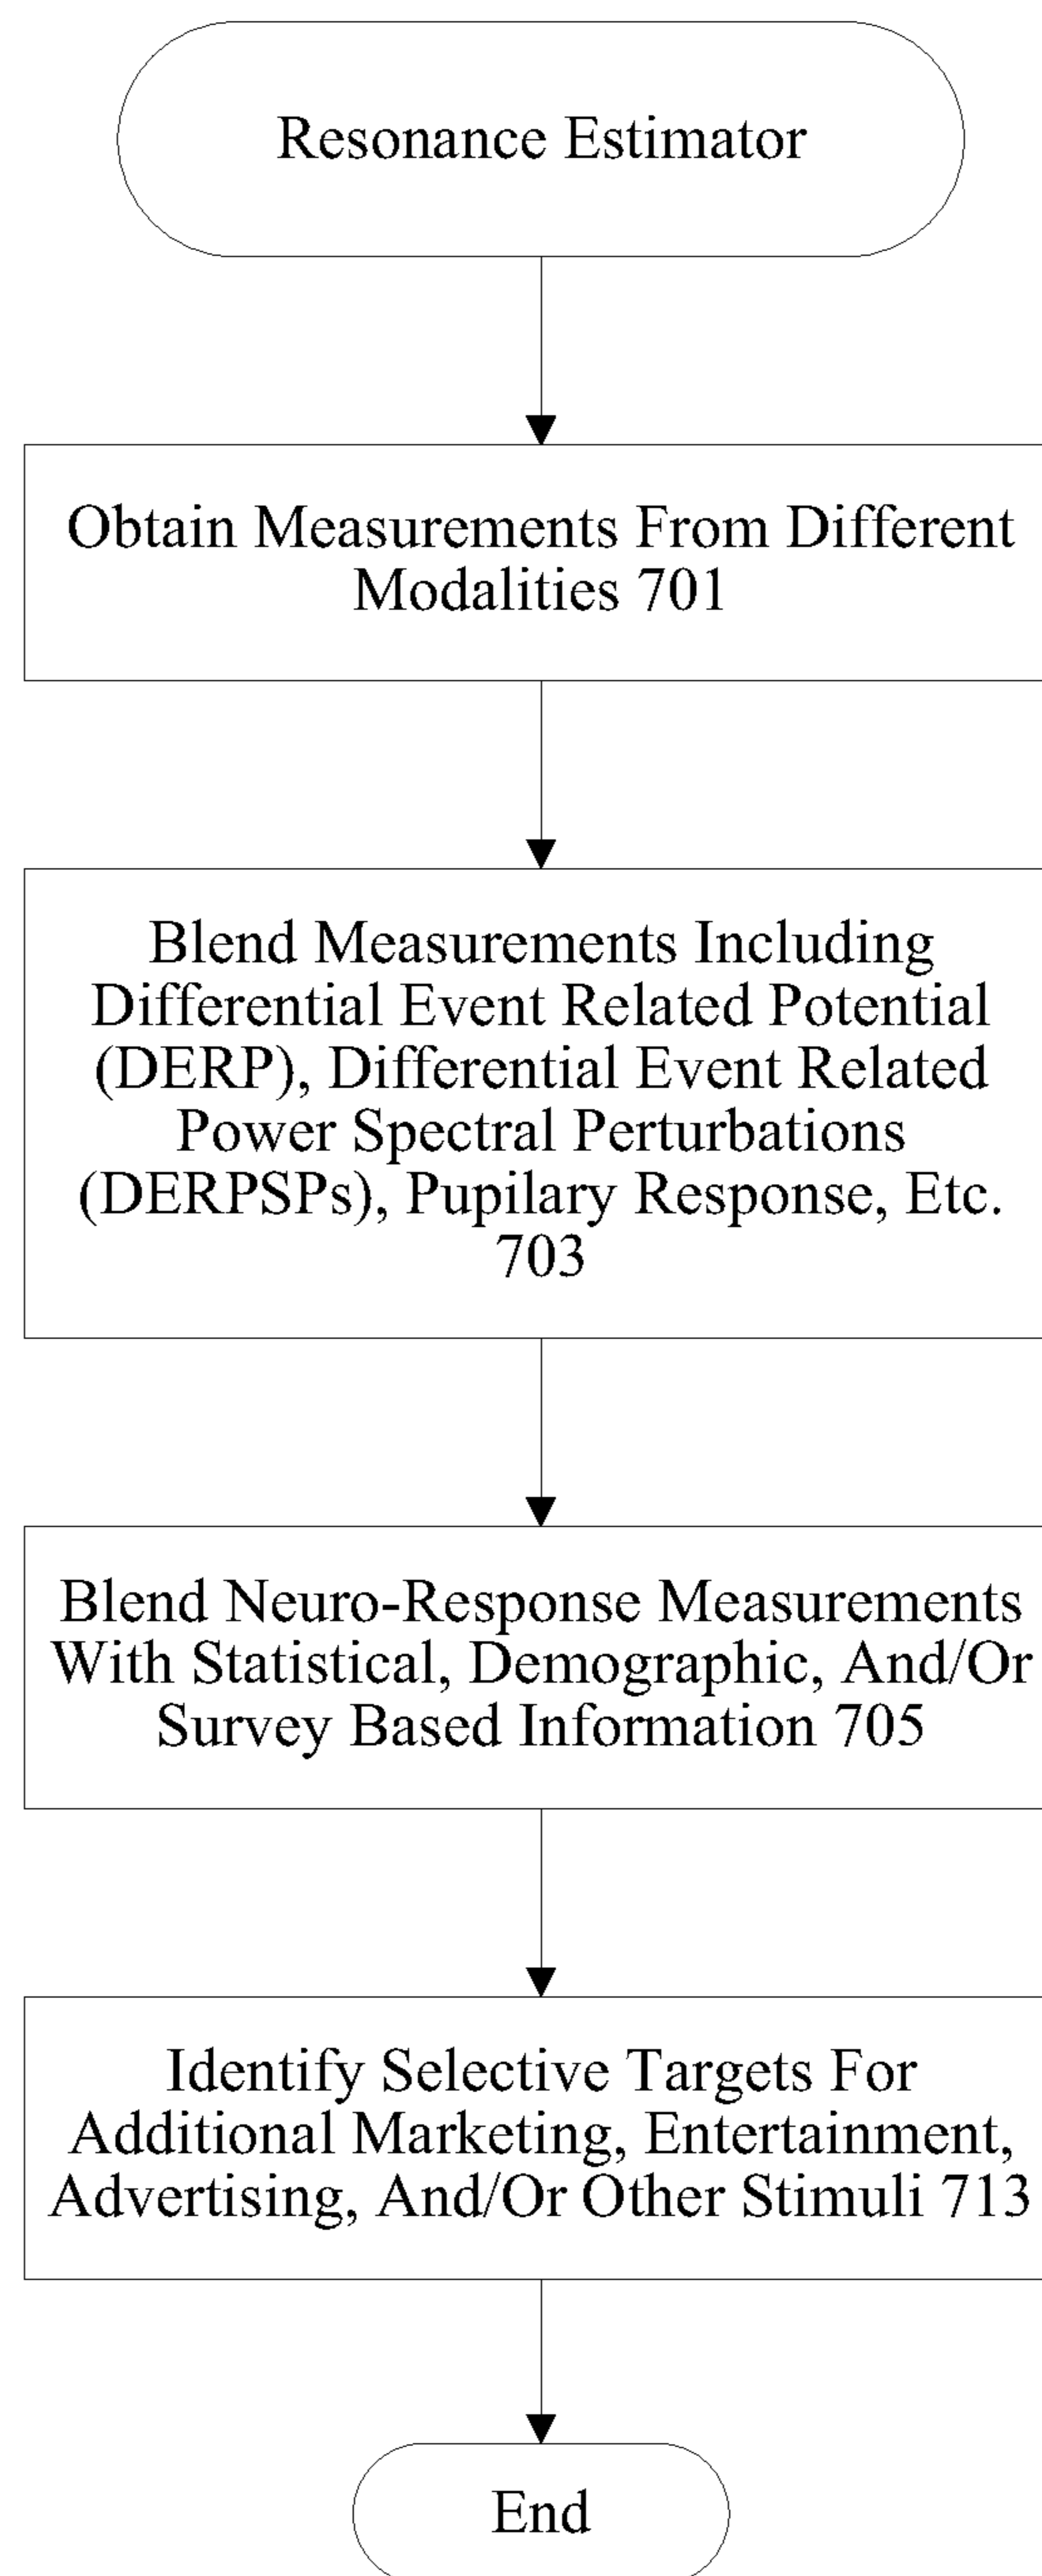 Resonance Estimator
Obtain Measurements From Different
Modalities 701
Blend Measurements Including
Differential Event Related Potential
(DERP), Differential Event Related
Power Spectral Perturbations
(DERPSPs), Pupilary Response, Etc.
703
Blend Neuro-Response Measurements
With Statistical, Demographic, And/Or
Survey Based Information 705
Identify Selective Targets For
Additional Marketing, Entertainment,
Advertising, And/Or Other Stimuli 713
End